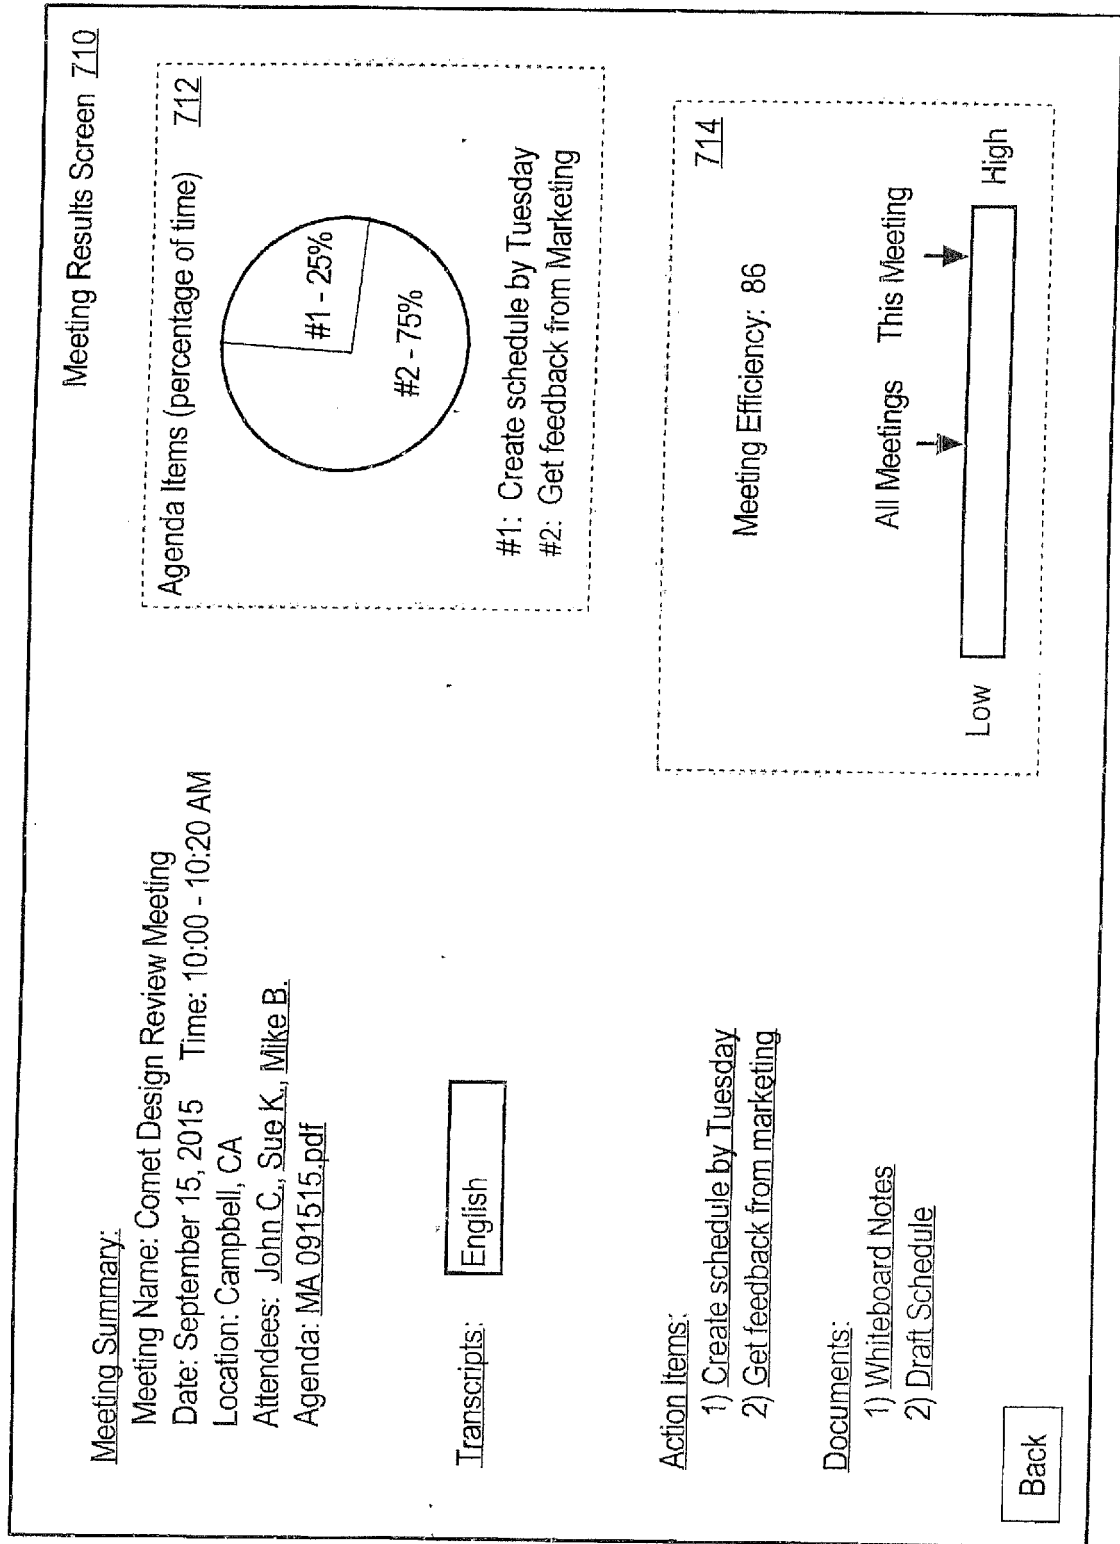 Meeting Results Screen 710
Meeting Summary:
Meeting Name: Comet Design Review Meeting
Date: September 15, 2015 Time: 10:00 - 10:20 AM
Location: Campbell, CA
Attendees: John C., Sue K., Mike B.
Agenda: MA 091515.pdf
Transcripts:
English
Action items:
1) Create schedule by Tuesday
2) Get feedback from marketing
Documents:
1) Whiteboard Notes
2) Draft Schedule
Back
Agenda Items (percentage of time) 712
#1 - 25%
#2 - 75%
#1: Create schedule by Tuesday
#2: Get feedback from Marketing
714
Meeting Efficiency: 86
All Meetings This Meeting
Low High